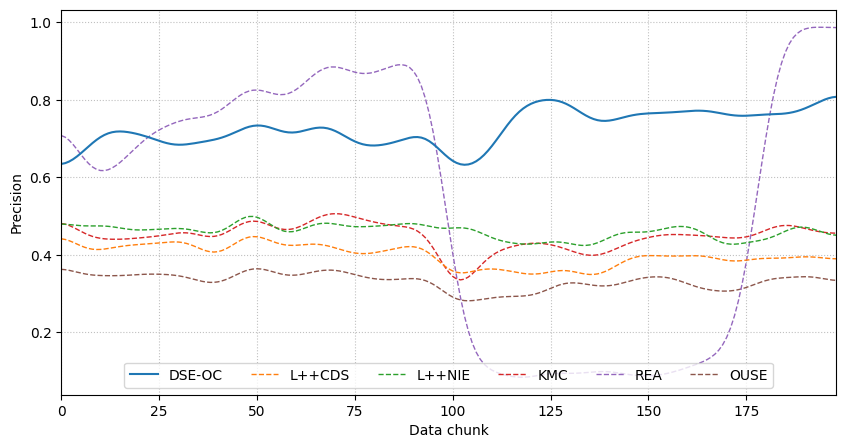 Precision
1.0
0.8
0.6
0.4
0.2
DSE-OC L++CDS L++NIE KMC REA OUSE
0 25 50 75 100 125 150 175
Data chunk